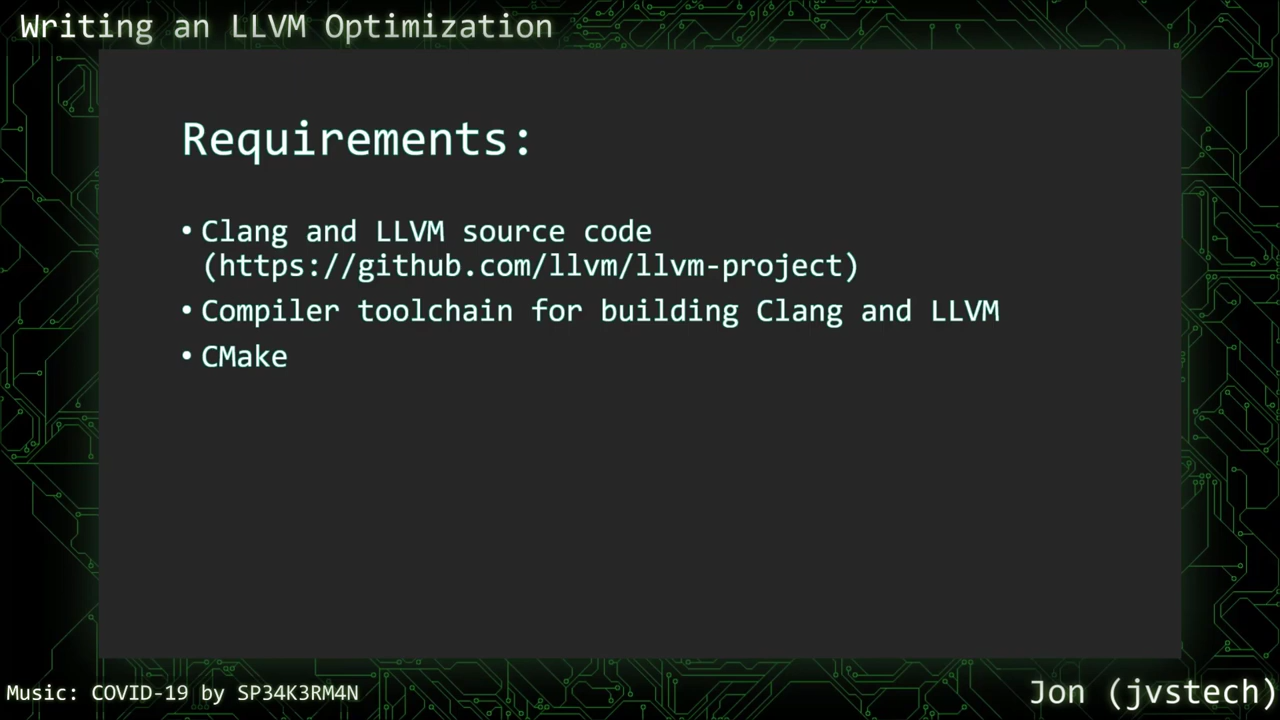 Writing an LLVM Optimization
Requirements:
• Clang and LLVM source code
(https://github.com/llvm/llvm-project)
• Compiler toolchain for building Clang and LLVM
• CMake
Music: COVID-19 by SP34K3RM4N
Jon (jvstech)